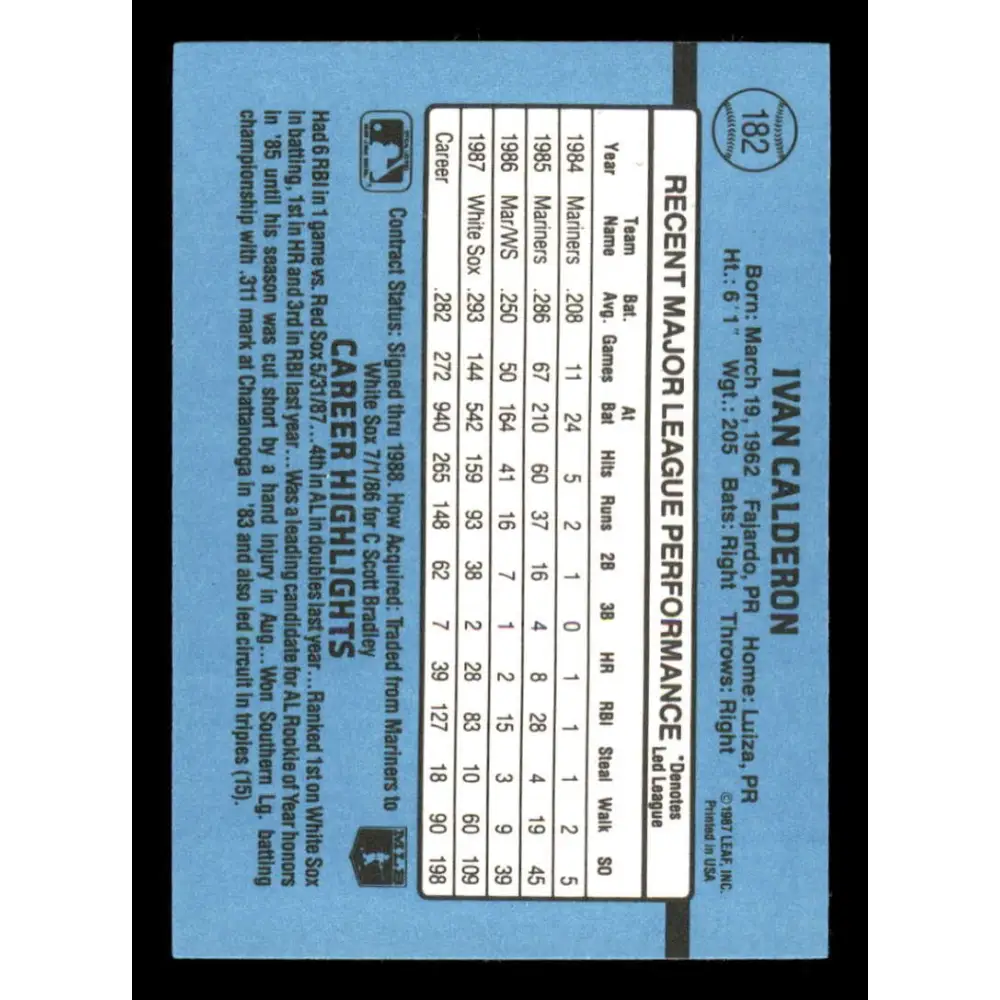 182
IVAN CALDERON
Born: March 19, 1962 Fajardo, PR Home: Luiza, PR
Ht.: 6'1" Wgt.: 205 Bats: Right Throws: Right
© 1987 LEAF, INC.
Printed in USA
RECENT MAJOR LEAGUE PERFORMANCE
*Denotes
Led League
Year Team Name Bat. Avg. Games At Bat Hits Runs 2B 3B HR RBI Steal Walk SO
1984 Mariners .208 11 24 5 2 1 0 1 1 1 2 5
1985 Mariners .286 67 210 60 37 16 4 8 28 4 19 45
1986 Mar/WS .250 50 164 41 16 7 1 2 15 3 9 39
1987 White Sox .293 144 542 159 93 38 2 28 83 10 60 109
Career .282 272 940 265 148 62 7 39 127 18 90 198
Contract Status: Signed thru 1988. How Acquired: Traded from Mariners to
White Sox 7/1/86 for C Scott Bradley
MLB
CAREER HIGHLIGHTS
Had 6 RBI in 1 game vs. Red Sox 5/31/87...4th in AL in doubles last year...Ranked 1st on White Sox
in batting, 1st in HR and 3rd in RBI last year...Was a leading candidate for AL Rookie of Year honors
in '85 until his season was cut short by a hand injury in Aug...Won Southern Lg. batting
championship with .311 mark at Chattanooga in '83 and also led circuit in triples (15).